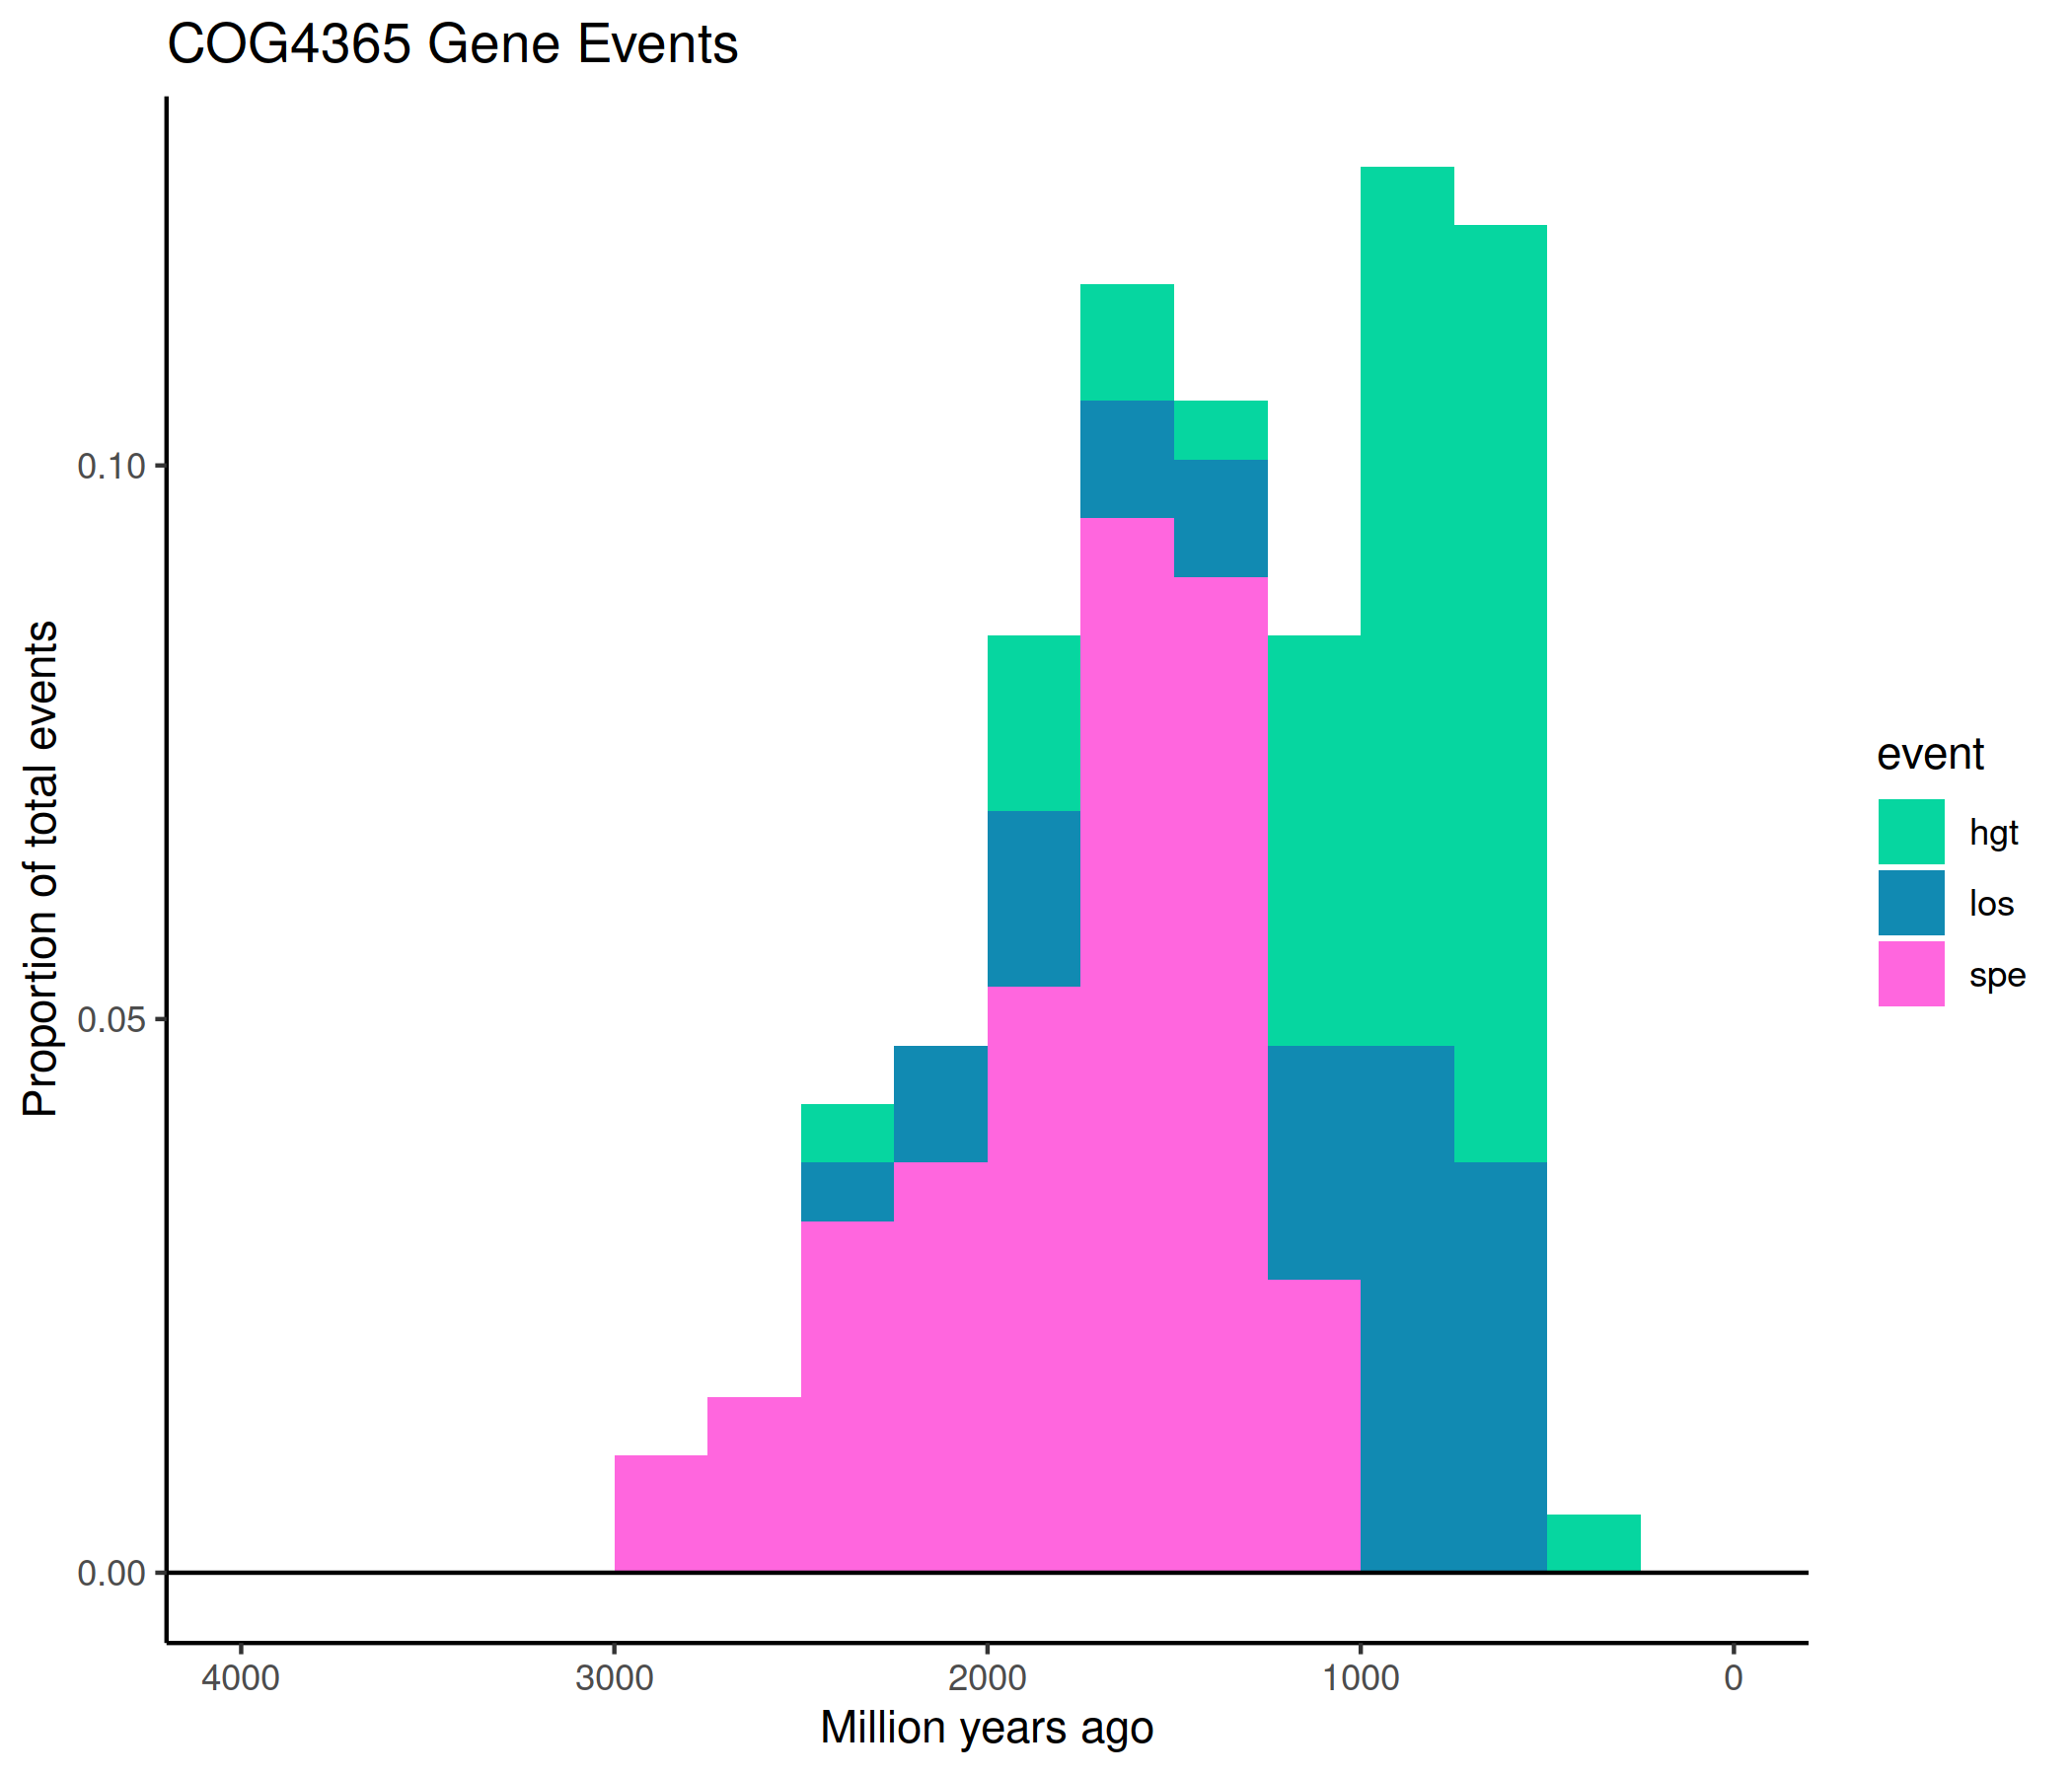 COG4365 Gene Events
Proportion of total events
0.10
0.05
0.00
4000 3000 2000 1000 0
Million years ago
event
hgt
los
spe